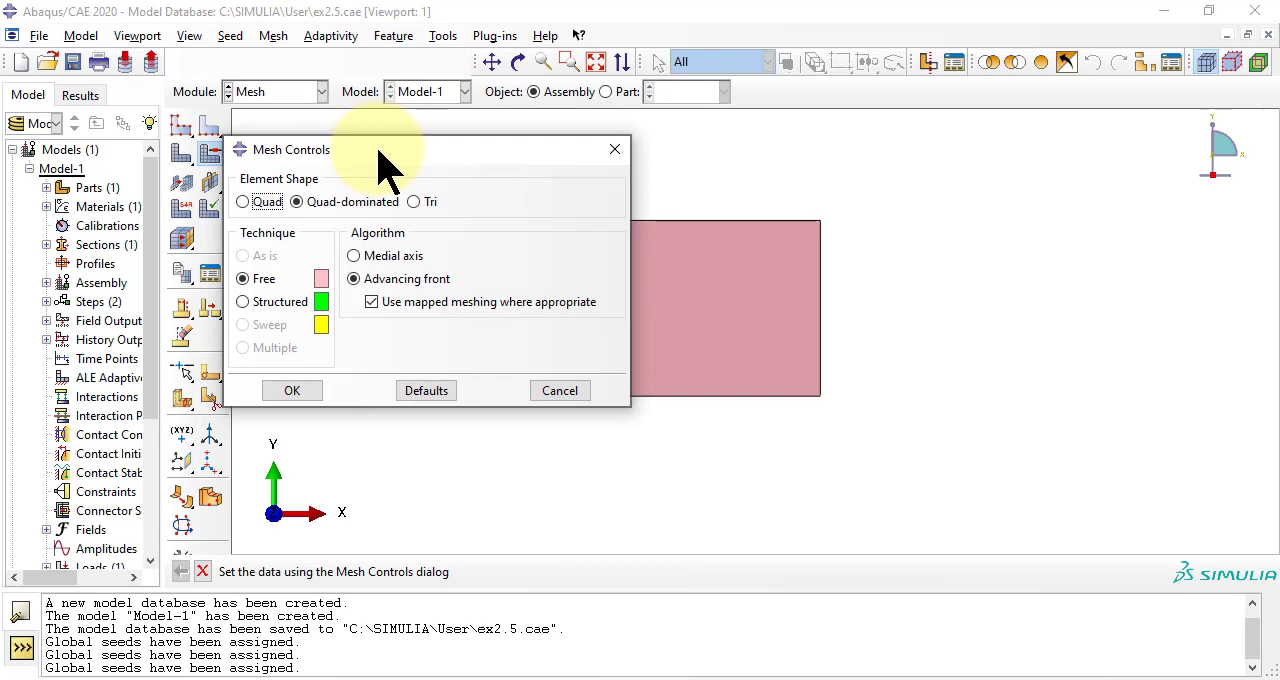 Abaqus/CAE 2020 - Model Database: C:\SIMULIA\User\ex2.5.cae [Viewport: 1]
File Model Viewport View Seed Mesh Adaptivity Feature Tools Plug-ins Help
All
Model Results
Module: Mesh Model: Model-1 Object: Assembly Part:
Mod
Models (1)
Model-1
Parts (1)
Materials (1)
Calibrations
Sections (1)
Profiles
Assembly
Steps (2)
Field Output
History Outp
Time Points
ALE Adaptiv
Interactions
Interaction P
Contact Con
Contact Initi
Contact Stab
Constraints
Connector S
Fields
Amplitudes
Loads (1)
S4R
(XYZ)
Mesh Controls
Element Shape
Quad Quad-dominated Tri
Technique
As is
Free
Structured
Sweep
Multiple
Algorithm
Medial axis
Advancing front
Use mapped meshing where appropriate
OK Defaults Cancel
Y
X
Y
X
Z
Set the data using the Mesh Controls dialog
SIMULIA
A new model database has been created.
The model "Model-1" has been created.
The model database has been saved to "C:\SIMULIA\User\ex2.5.cae".
Global seeds have been assigned.
Global seeds have been assigned.
Global seeds have been assigned.
>>>